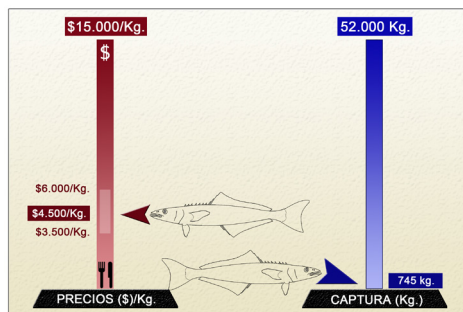 $15.000/Kg.
52.000 Kg.
$
$6.000/Kg.
$4.500/Kg.
$3.500/Kg.
745 kg.
PRECIOS ($)/Kg.
CAPTURA (Kg.)